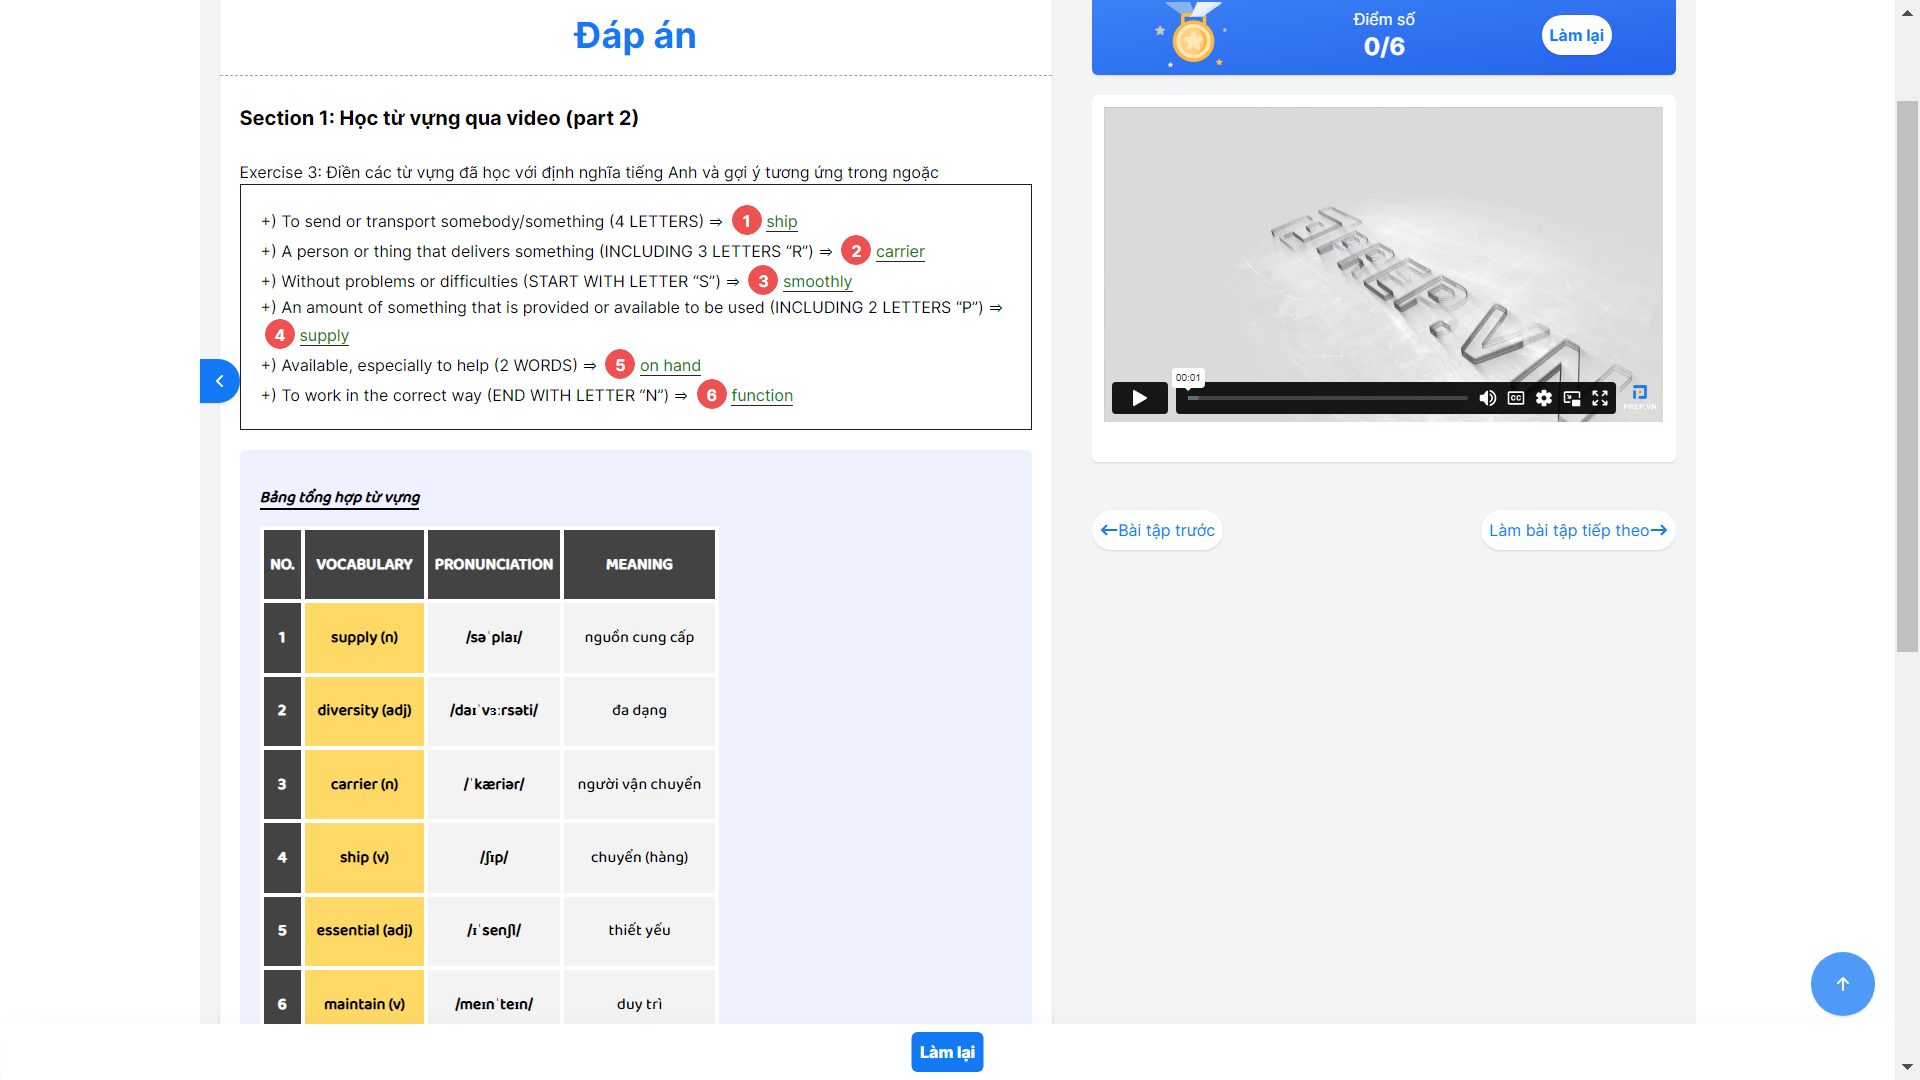 Đáp án
Section 1: Học từ vựng qua video (part 2)
Exercise 3: Điền các từ vựng đã học với định nghĩa tiếng Anh và gợi ý tương ứng trong ngoặc
+) To send or transport somebody/something (4 LETTERS) ⇒ 1 ship
+) A person or thing that delivers something (INCLUDING 3 LETTERS “R”) ⇒ 2 carrier
+) Without problems or difficulties (START WITH LETTER “S”) ⇒ 3 smoothly
+) An amount of something that is provided or available to be used (INCLUDING 2 LETTERS “P”) ⇒
4 supply
+) Available, especially to help (2 WORDS) ⇒ 5 on hand
+) To work in the correct way (END WITH LETTER “N”) ⇒ 6 function
Bảng tổng hợp từ vựng
NO. VOCABULARY PRONUNCIATION MEANING
1 supply (n) /səˈplaɪ/ nguồn cung cấp
2 diversity (adj) /daɪˈvɜːrsəti/ đa dạng
3 carrier (n) /ˈkæriər/ người vận chuyển
4 ship (v) /ʃɪp/ chuyển (hàng)
5 essential (adj) /ɪˈsenʃl/ thiết yếu
6 maintain (v) /meɪnˈteɪn/ duy trì
Điểm số
0/6
Làm lại
PREP.VN
00:01
CC
PREP.VN
Bài tập trước
Làm bài tập tiếp theo
Làm lại